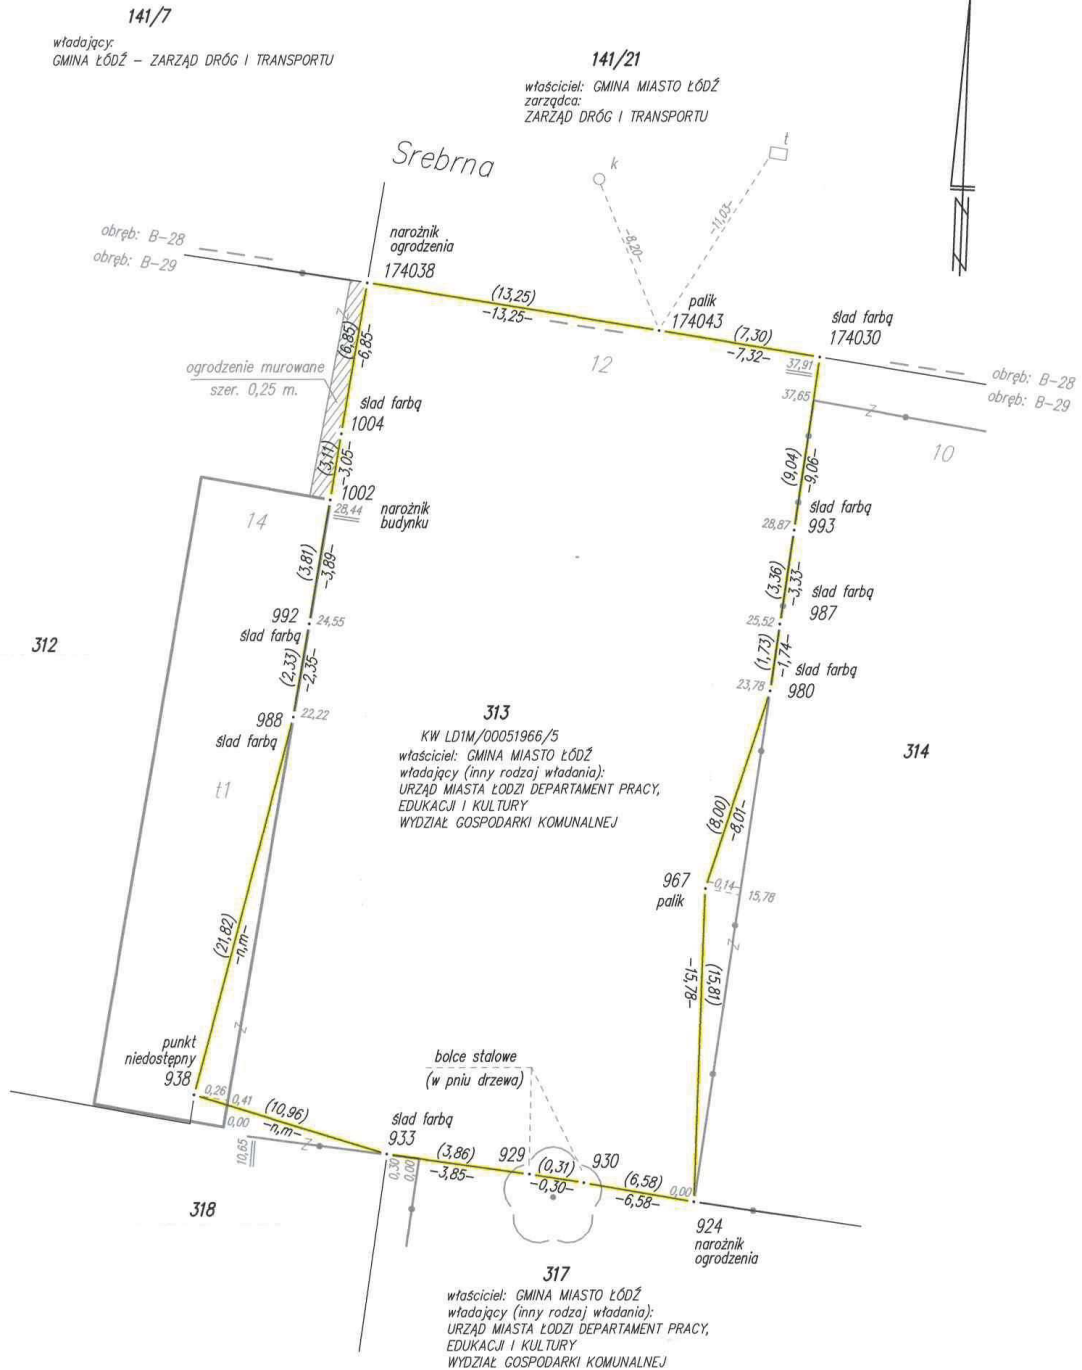 141/7
władający:
GMINA ŁÓDŹ – ZARZĄD DRÓG I TRANSPORTU
141/21
właściciel: GMINA MIASTO ŁÓDŹ
zarządca:
ZARZĄD DRÓG I TRANSPORTU
Srebrna
k
t
-8,20-
-11,03-
obręb: B-28
obręb: B-29
narożnik
ogrodzenia
174038
(13,25)
-13,25-
palik
174043
(7,30)
-7,32-
ślad farbą
174030
37,91
37,65
obręb: B-28
obręb: B-29
12
z
10
z
(6,85)
-6,85-
ogrodzenie murowane
szer. 0,25 m.
ślad farbą
1004
(3,11)
-3,05-
1002
28,44
narożnik
budynku
14
(9,04)
-9,06-
ślad farbą
28,87
993
(3,81)
-3,89-
(3,36)
-3,33-
ślad farbą
987
25,52
992
24,55
ślad farbą
(2,33)
-2,35-
(1,73)
-1,74-
ślad farbą
23,78
980
312
988
22,22
ślad farbą
313
KW LD1M/00051966/5
właściciel: GMINA MIASTO ŁÓDŹ
władający (inny rodzaj władania):
URZĄD MIASTA ŁODZI DEPARTAMENT PRACY,
EDUKACJI I KULTURY
WYDZIAŁ GOSPODARKI KOMUNALNEJ
314
t1
(8,00)
-8,01-
967
palik
-0,14-
15,78
(21,82)
-n,m-
z
-15,78-
(15,81)
z
punkt
niedostępny
938
0,26
0,41
0,00
10,65
(10,96)
-n,m-
z
bolce stalowe
(w pniu drzewa)
ślad farbą
933
0,30
0,00
(3,86)
-3,85-
929
(0,31)
-0,30-
930
(6,58)
-6,58-
0,00
924
narożnik
ogrodzenia
318
317
właściciel: GMINA MIASTO ŁÓDŹ
władający (inny rodzaj władania):
URZĄD MIASTA ŁODZI DEPARTAMENT PRACY,
EDUKACJI I KULTURY
WYDZIAŁ GOSPODARKI KOMUNALNEJ